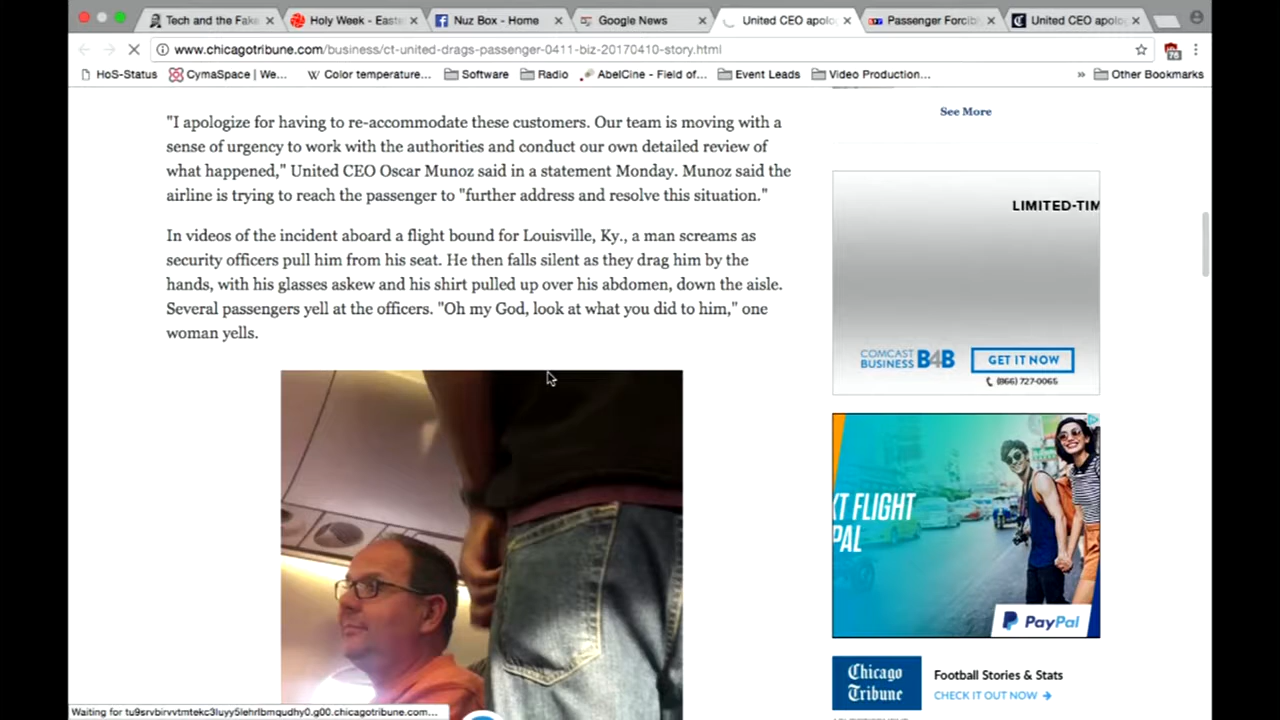 Tech and the Fake
Holy Week - Easte
Nuz Box - Home
Google News
United CEO apolo
Passenger Forcib
United CEO apolo
www.chicagotribune.com/business/ct-united-drags-passenger-0411-biz-20170410-story.html
76
HoS-Status
CymaSpace | We...
Color temperature...
Software
Radio
AbelCine - Field of...
Event Leads
Video Production...
»
Other Bookmarks
"I apologize for having to re-accommodate these customers. Our team is moving with a
sense of urgency to work with the authorities and conduct our own detailed review of
what happened," United CEO Oscar Munoz said in a statement Monday. Munoz said the
airline is trying to reach the passenger to "further address and resolve this situation."
In videos of the incident aboard a flight bound for Louisville, Ky., a man screams as
security officers pull him from his seat. He then falls silent as they drag him by the
hands, with his glasses askew and his shirt pulled up over his abdomen, down the aisle.
Several passengers yell at the officers. "Oh my God, look at what you did to him," one
woman yells.
See More
LIMITED-TIM
COMCAST
BUSINESS B4B
GET IT NOW
(866) 727-0065
XT FLIGHT
PAL
PayPal
Chicago
Tribune
Football Stories & Stats
CHECK IT OUT NOW →
ADVERTISEMENT